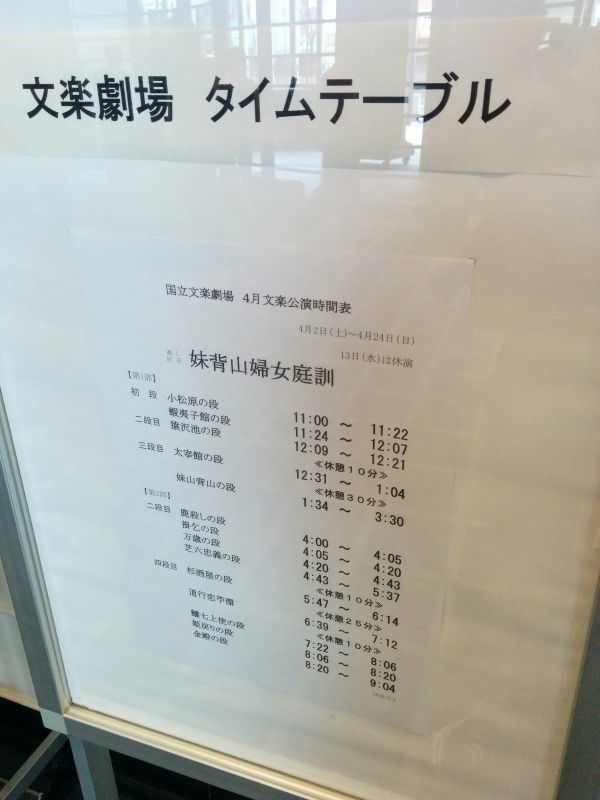 文楽劇場 タイムテーブル
国立文楽劇場 4月文楽公演時間表
4月2日(土)～4月24日(日)
13日(水)は休演
通し狂言 妹背山婦女庭訓
【第1部】
初 段 小松原の段 11:00 ～ 11:22
蝦夷子館の段 11:24 ～ 12:07
二段目 猿沢池の段 12:09 ～ 12:21
≪休憩10分≫
三段目 太宰館の段 12:31 ～ 1:04
≪休憩30分≫
妹山背山の段 1:34 ～ 3:30
【第2部】
二段目 鹿殺しの段 4:00 ～ 4:05
掛乞の段 4:05 ～ 4:20
万歳の段 4:20 ～ 4:43
芝六忠義の段 4:43 ～ 5:37
≪休憩10分≫
四段目 杉酒屋の段 5:47 ～ 6:14
≪休憩25分≫
道行恋苧環 6:39 ～ 7:12
≪休憩10分≫
鱶七上使の段 7:22 ～ 8:06
姫戻りの段 8:06 ～ 8:20
金殿の段 8:20 ～ 9:04